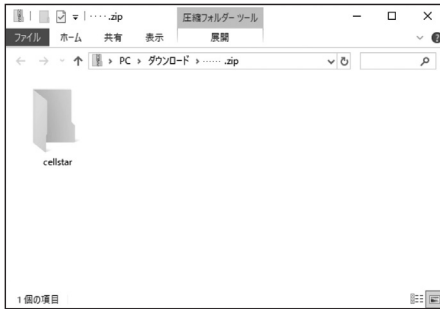 ·····.zip 圧縮フォルダー ツール
ファイル ホーム 共有 表示 展開
PC › ダウンロード › ······ .zip
cellstar
1 個の項目